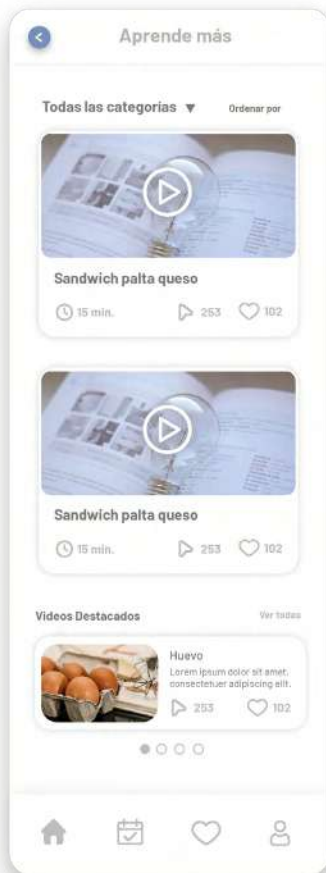 Aprende más
Todas las categorias ▼ Ordenar por
Sandwich palta queso
15 min. 253 102
Sandwich palta queso
15 min. 253 102
Videos Destacados Ver todos
Huevo
Lorem ipsum dolor sit amet,
consectetuer adipiscing elit,
253 102